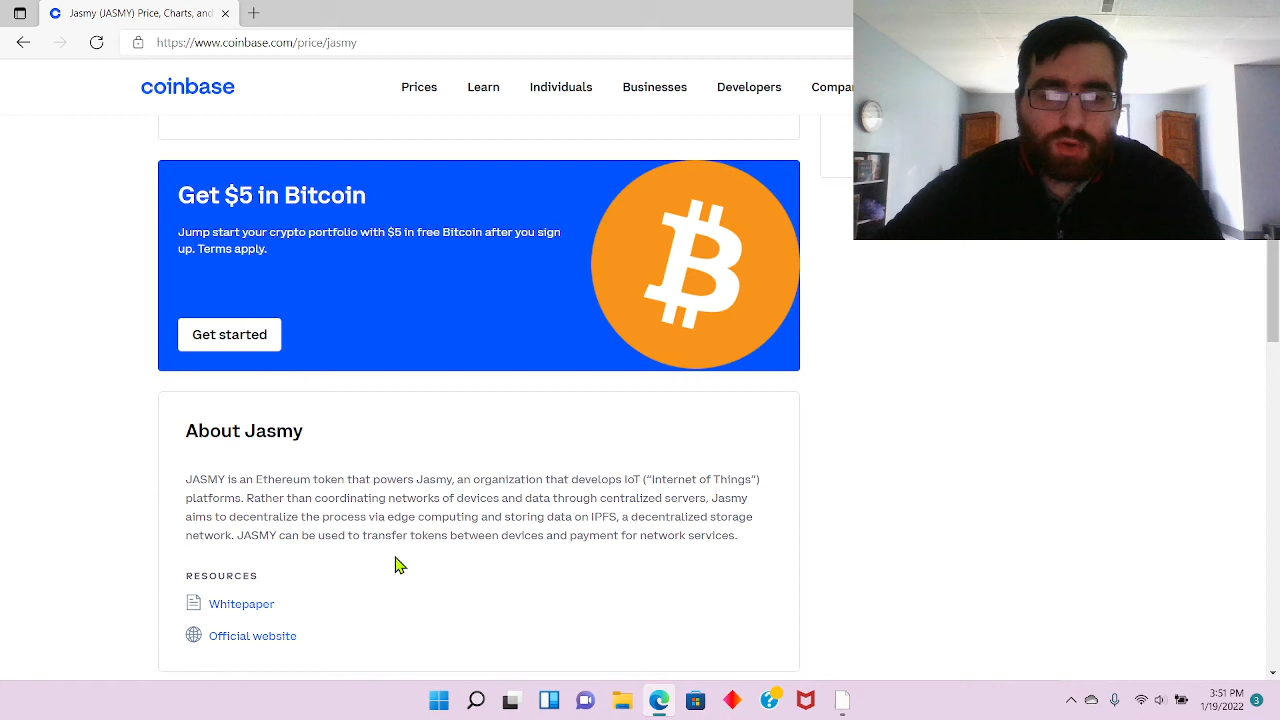 Jasmy (JASMY) Price, Charts, and
https://www.coinbase.com/price/jasmy
coinbase
Prices
Learn
Individuals
Businesses
Developers
Compa
Get $5 in Bitcoin
Jump start your crypto portfolio with $5 in free Bitcoin after you sign
up. Terms apply.
Get started
About Jasmy
JASMY is an Ethereum token that powers Jasmy, an organization that develops IoT (“Internet of Things”)
platforms. Rather than coordinating networks of devices and data through centralized servers, Jasmy
aims to decentralize the process via edge computing and storing data on IPFS, a decentralized storage
network. JASMY can be used to transfer tokens between devices and payment for network services.
RESOURCES
Whitepaper
Official website
3:51 PM
1/19/2022
3